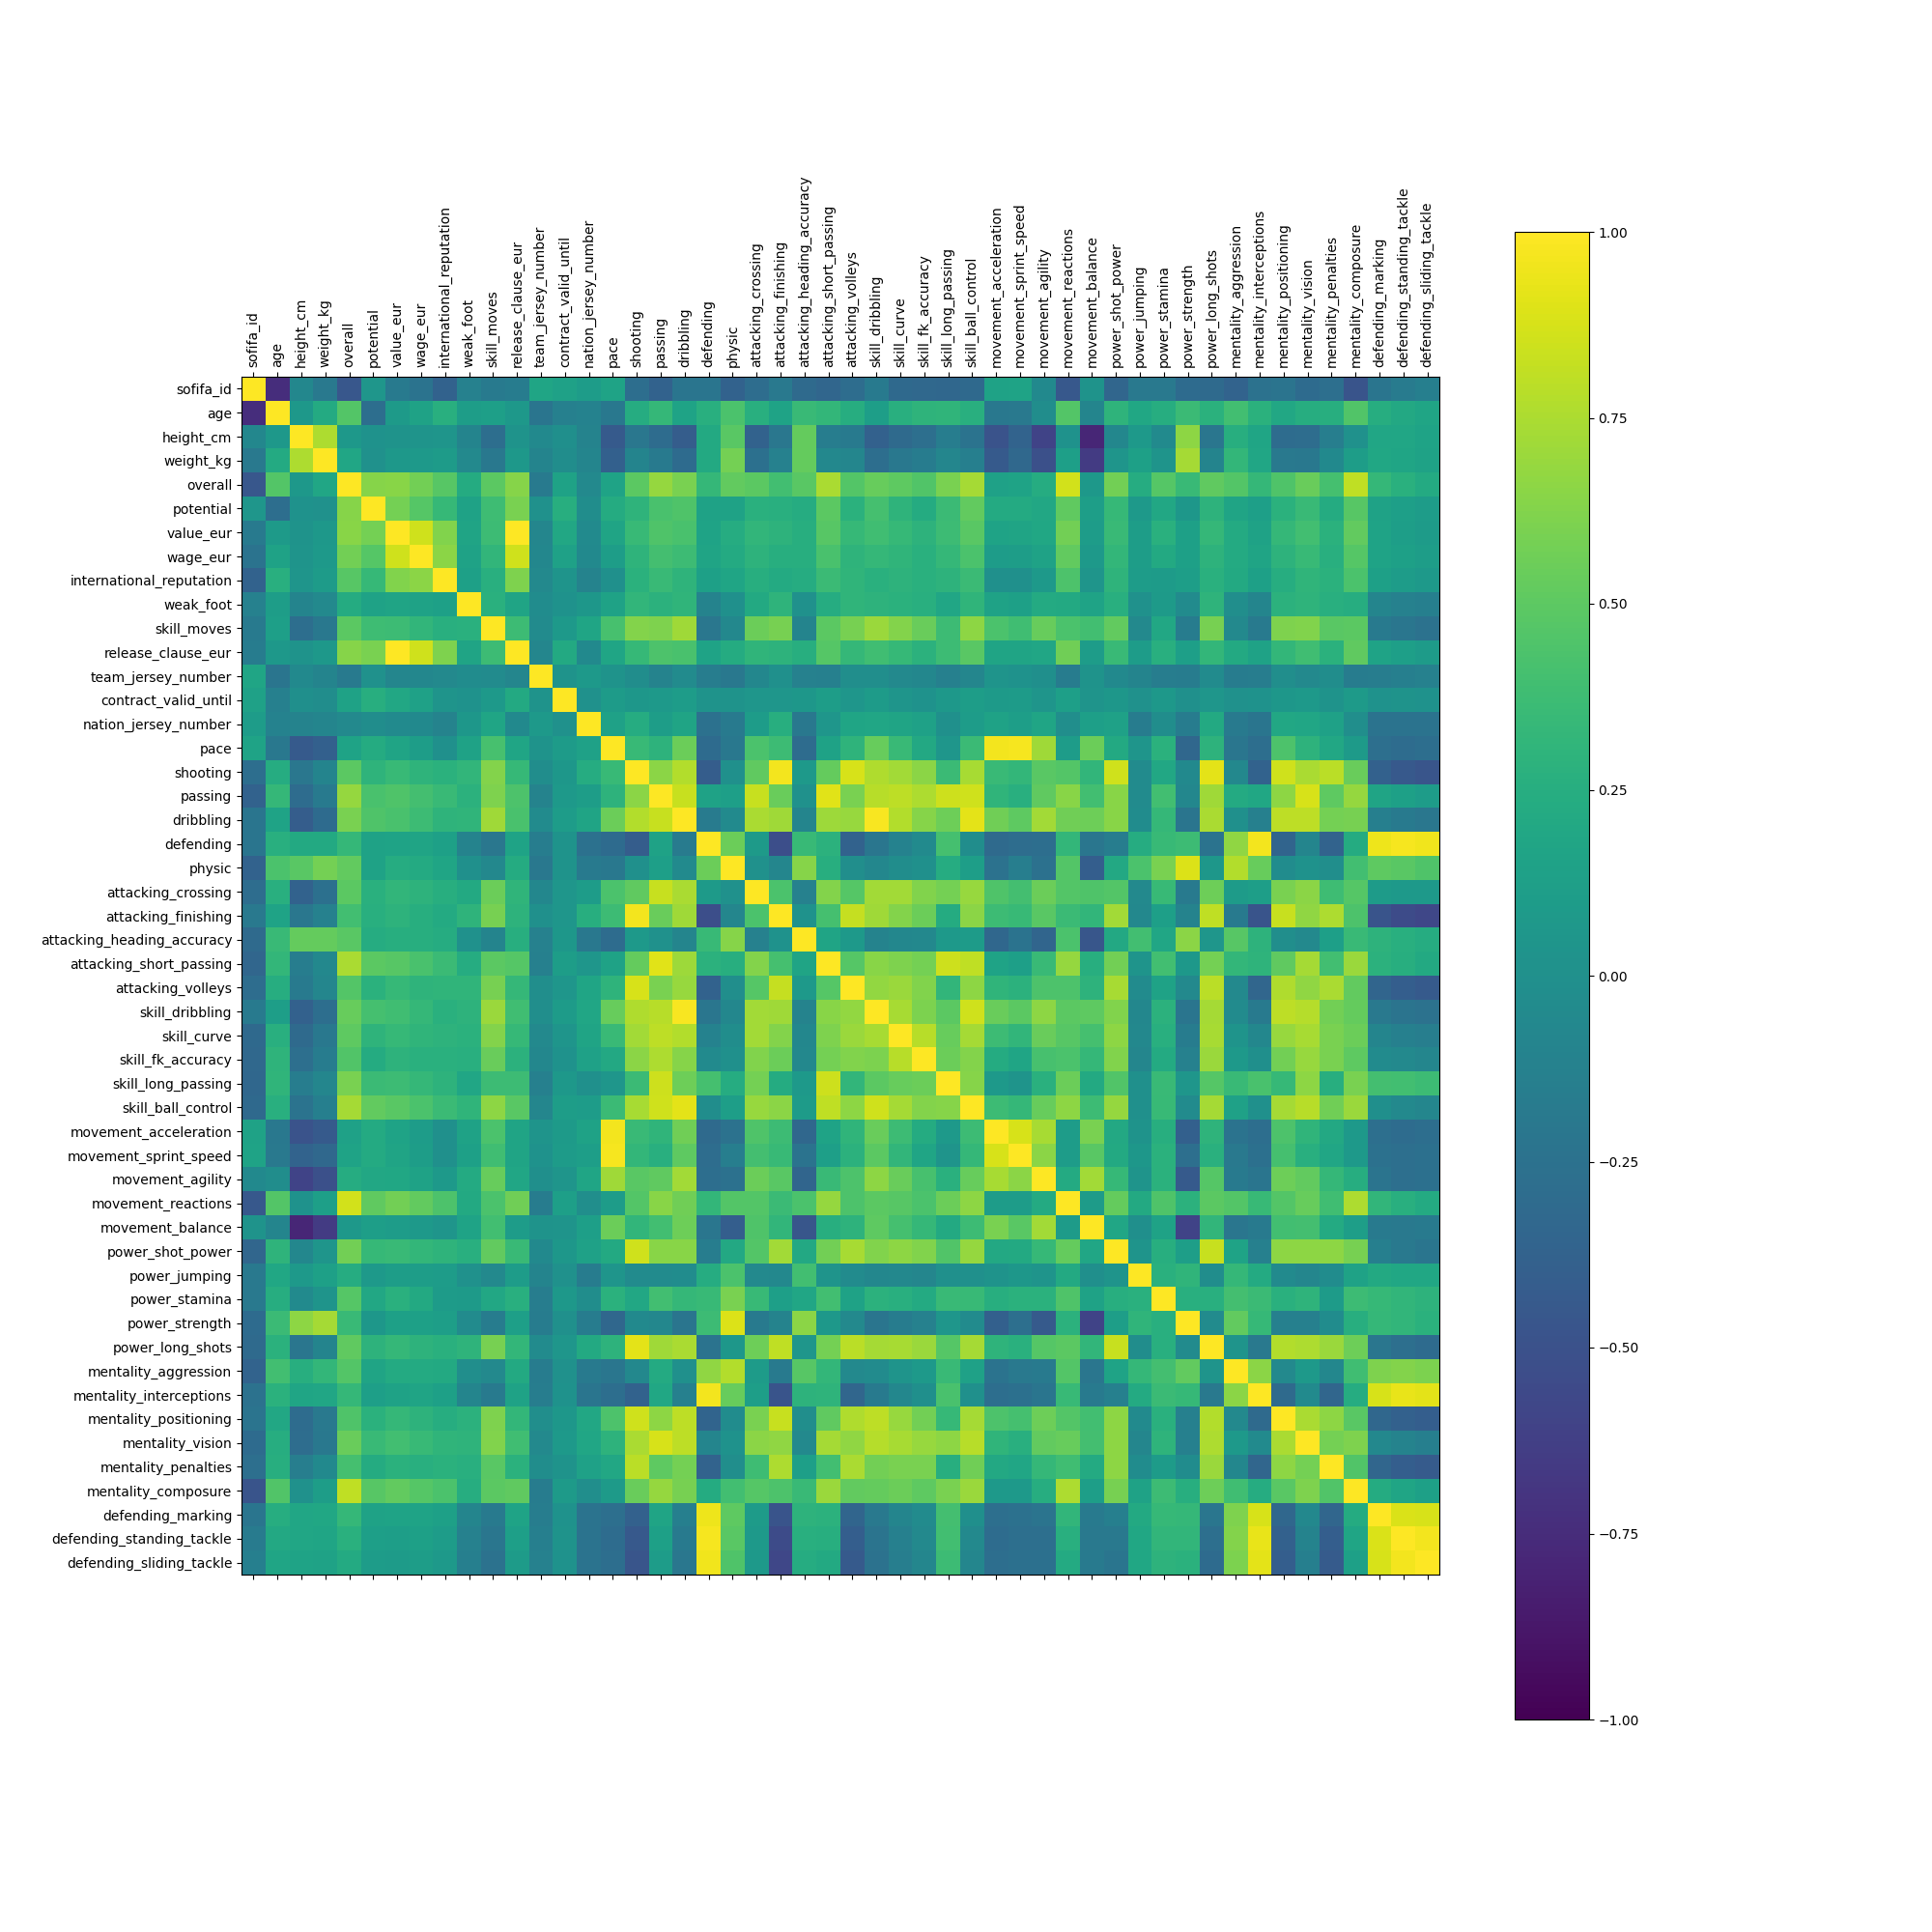 sofifa_id
age
height_cm
weight_kg
overall
potential
value_eur
wage_eur
international_reputation
weak_foot
skill_moves
release_clause_eur
team_jersey_number
contract_valid_until
nation_jersey_number
pace
shooting
passing
dribbling
defending
physic
attacking_crossing
attacking_finishing
attacking_heading_accuracy
attacking_short_passing
attacking_volleys
skill_dribbling
skill_curve
skill_fk_accuracy
skill_long_passing
skill_ball_control
movement_acceleration
movement_sprint_speed
movement_agility
movement_reactions
movement_balance
power_shot_power
power_jumping
power_stamina
power_strength
power_long_shots
mentality_aggression
mentality_interceptions
mentality_positioning
mentality_vision
mentality_penalties
mentality_composure
defending_marking
defending_standing_tackle
defending_sliding_tackle
sofifa_id
age
height_cm
weight_kg
overall
potential
value_eur
wage_eur
international_reputation
weak_foot
skill_moves
release_clause_eur
team_jersey_number
contract_valid_until
nation_jersey_number
pace
shooting
passing
dribbling
defending
physic
attacking_crossing
attacking_finishing
attacking_heading_accuracy
attacking_short_passing
attacking_volleys
skill_dribbling
skill_curve
skill_fk_accuracy
skill_long_passing
skill_ball_control
movement_acceleration
movement_sprint_speed
movement_agility
movement_reactions
movement_balance
power_shot_power
power_jumping
power_stamina
power_strength
power_long_shots
mentality_aggression
mentality_interceptions
mentality_positioning
mentality_vision
mentality_penalties
mentality_composure
defending_marking
defending_standing_tackle
defending_sliding_tackle
1.00
0.75
0.50
0.25
0.00
−0.25
−0.50
−0.75
−1.00